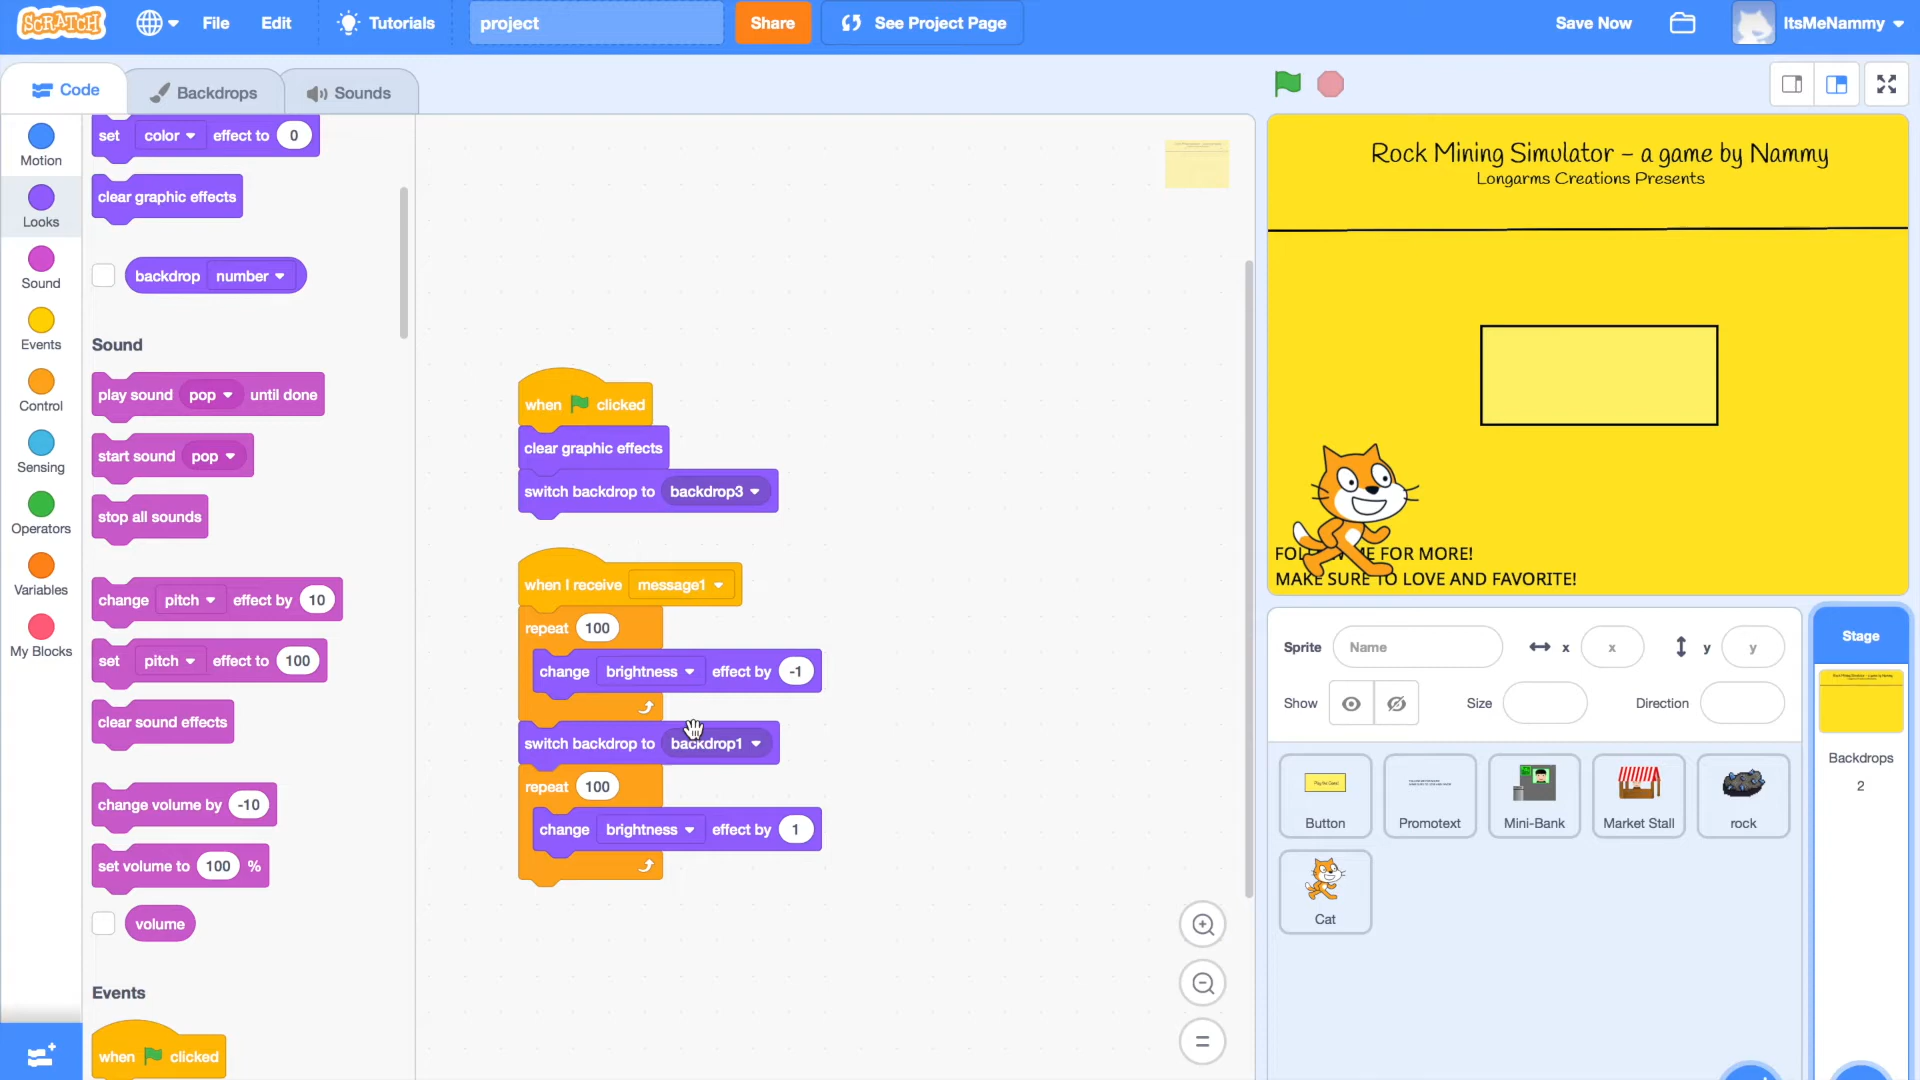 SCRATCH
File
Edit
Tutorials
project
Share
See Project Page
Save Now
ItsMeNammy
Code
Backdrops
Sounds
Motion
Looks
Sound
Events
Control
Sensing
Operators
Variables
My Blocks
set color effect to 0
clear graphic effects
backdrop number
Sound
play sound pop until done
start sound pop
stop all sounds
change pitch effect by 10
set pitch effect to 100
clear sound effects
change volume by -10
set volume to 100 %
volume
Events
when clicked
when clicked
clear graphic effects
switch backdrop to backdrop3
when I receive message1
repeat 100
change brightness effect by -1
switch backdrop to backdrop1
repeat 100
change brightness effect by 1
Rock Mining Simulator - a game by Nammy
Longarms Creations Presents
ME FOR MORE!
MAKE SURE TO LOVE AND FAVORITE!
Sprite Name x x y y
Show Size Direction
Button
Promotext
Mini-Bank
Market Stall
rock
Cat
Stage
Backdrops
2